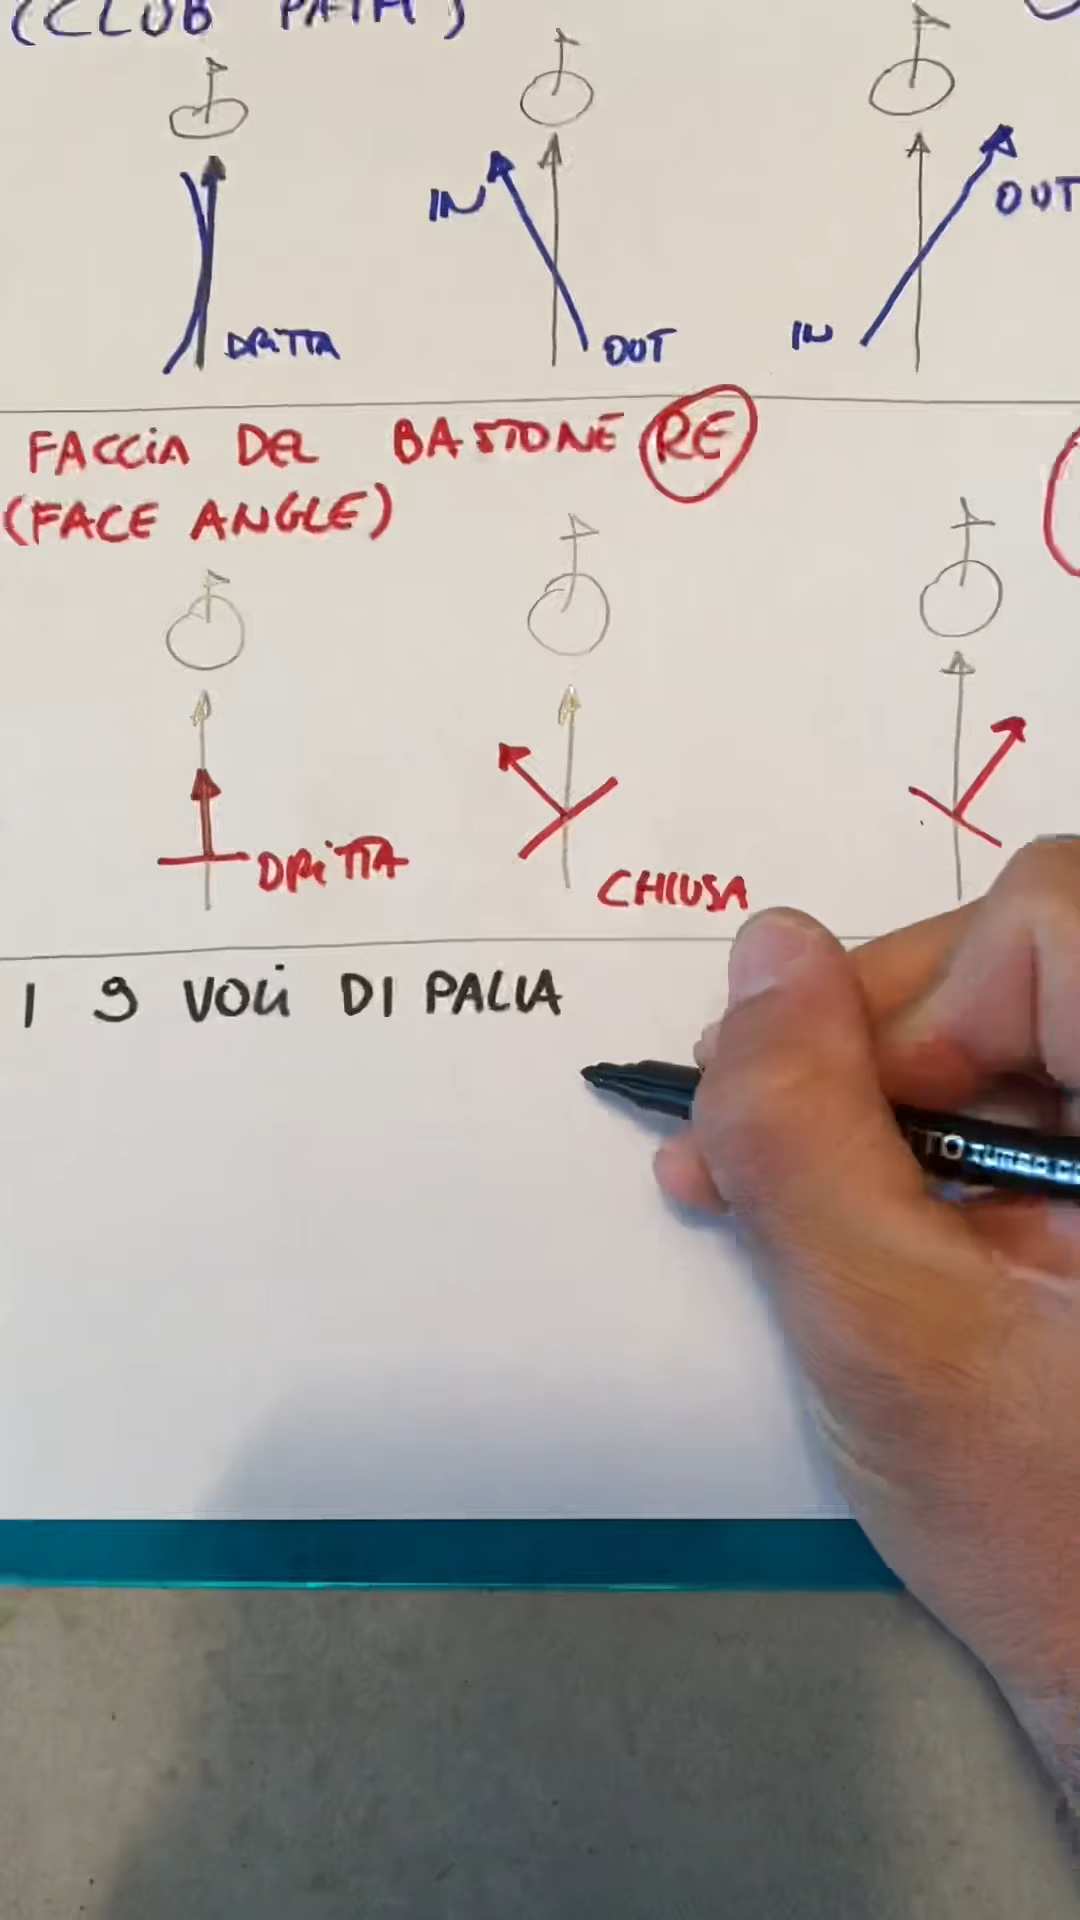 (CLUB PATH)
IN
OUT
DRITTA
OUT
IN
FACCIA DEL BASTONE RE
(FACE ANGLE)
DRITTA
CHIUSA
I 9 VOLI DI PALLA